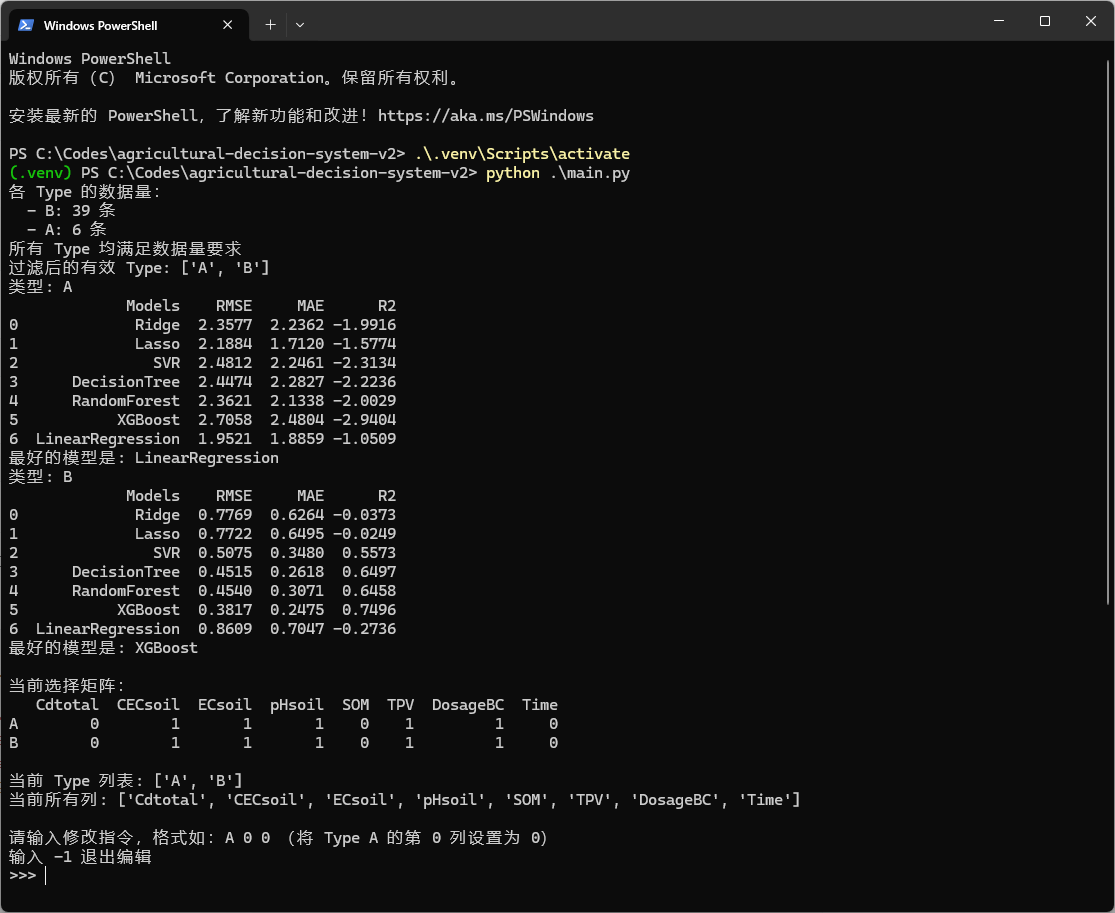 Windows PowerShell
Windows PowerShell
版权所有（C） Microsoft Corporation。保留所有权利。
安装最新的 PowerShell，了解新功能和改进！https://aka.ms/PSWindows
PS C:\Codes\agricultural-decision-system-v2> .\.venv\Scripts\activate
(.venv) PS C:\Codes\agricultural-decision-system-v2> python .\main.py
各 Type 的数据量：
  - B: 39 条
  - A: 6 条
所有 Type 均满足数据量要求
过滤后的有效 Type: ['A', 'B']
类型：A
             Models    RMSE     MAE      R2
0             Ridge  2.3577  2.2362 -1.9916
1             Lasso  2.1884  1.7120 -1.5774
2               SVR  2.4812  2.2461 -2.3134
3      DecisionTree  2.4474  2.2827 -2.2236
4      RandomForest  2.3621  2.1338 -2.0029
5           XGBoost  2.7058  2.4804 -2.9404
6  LinearRegression  1.9521  1.8859 -1.0509
最好的模型是：LinearRegression
类型：B
             Models    RMSE     MAE      R2
0             Ridge  0.7769  0.6264 -0.0373
1             Lasso  0.7722  0.6495 -0.0249
2               SVR  0.5075  0.3480  0.5573
3      DecisionTree  0.4515  0.2618  0.6497
4      RandomForest  0.4540  0.3071  0.6458
5           XGBoost  0.3817  0.2475  0.7496
6  LinearRegression  0.8609  0.7047 -0.2736
最好的模型是：XGBoost
当前选择矩阵：
   Cdtotal  CECsoil  ECsoil  pHsoil  SOM  TPV  DosageBC  Time
A        0        1       1       1    0    1         1     0
B        0        1       1       1    0    1         1     0
当前 Type 列表：['A', 'B']
当前所有列：['Cdtotal', 'CECsoil', 'ECsoil', 'pHsoil', 'SOM', 'TPV', 'DosageBC', 'Time']
请输入修改指令，格式如：A 0 0 （将 Type A 的第 0 列设置为 0）
输入 -1 退出编辑
>>>